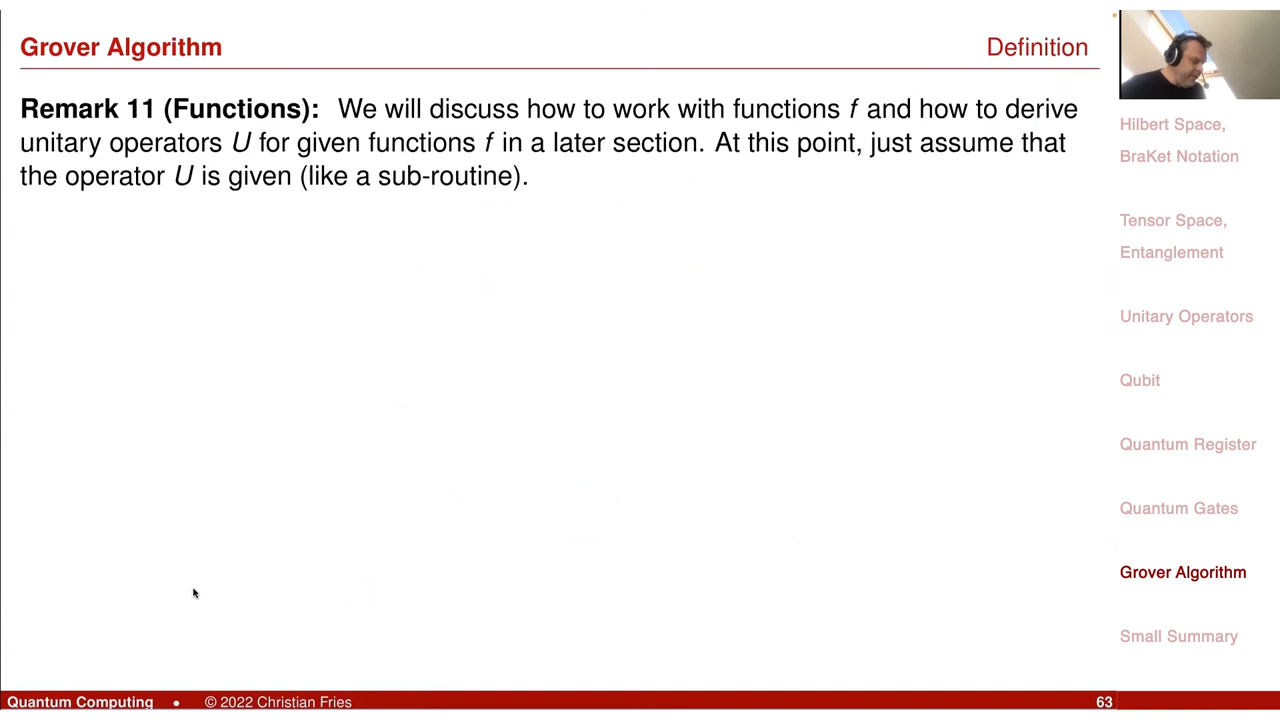 Grover Algorithm
Definition
Remark 11 (Functions): We will discuss how to work with functions f and how to derive
unitary operators U for given functions f in a later section. At this point, just assume that
the operator U is given (like a sub-routine).
Hilbert Space,
BraKet Notation
Tensor Space,
Entanglement
Unitary Operators
Qubit
Quantum Register
Quantum Gates
Grover Algorithm
Small Summary
Quantum Computing • © 2022 Christian Fries
63